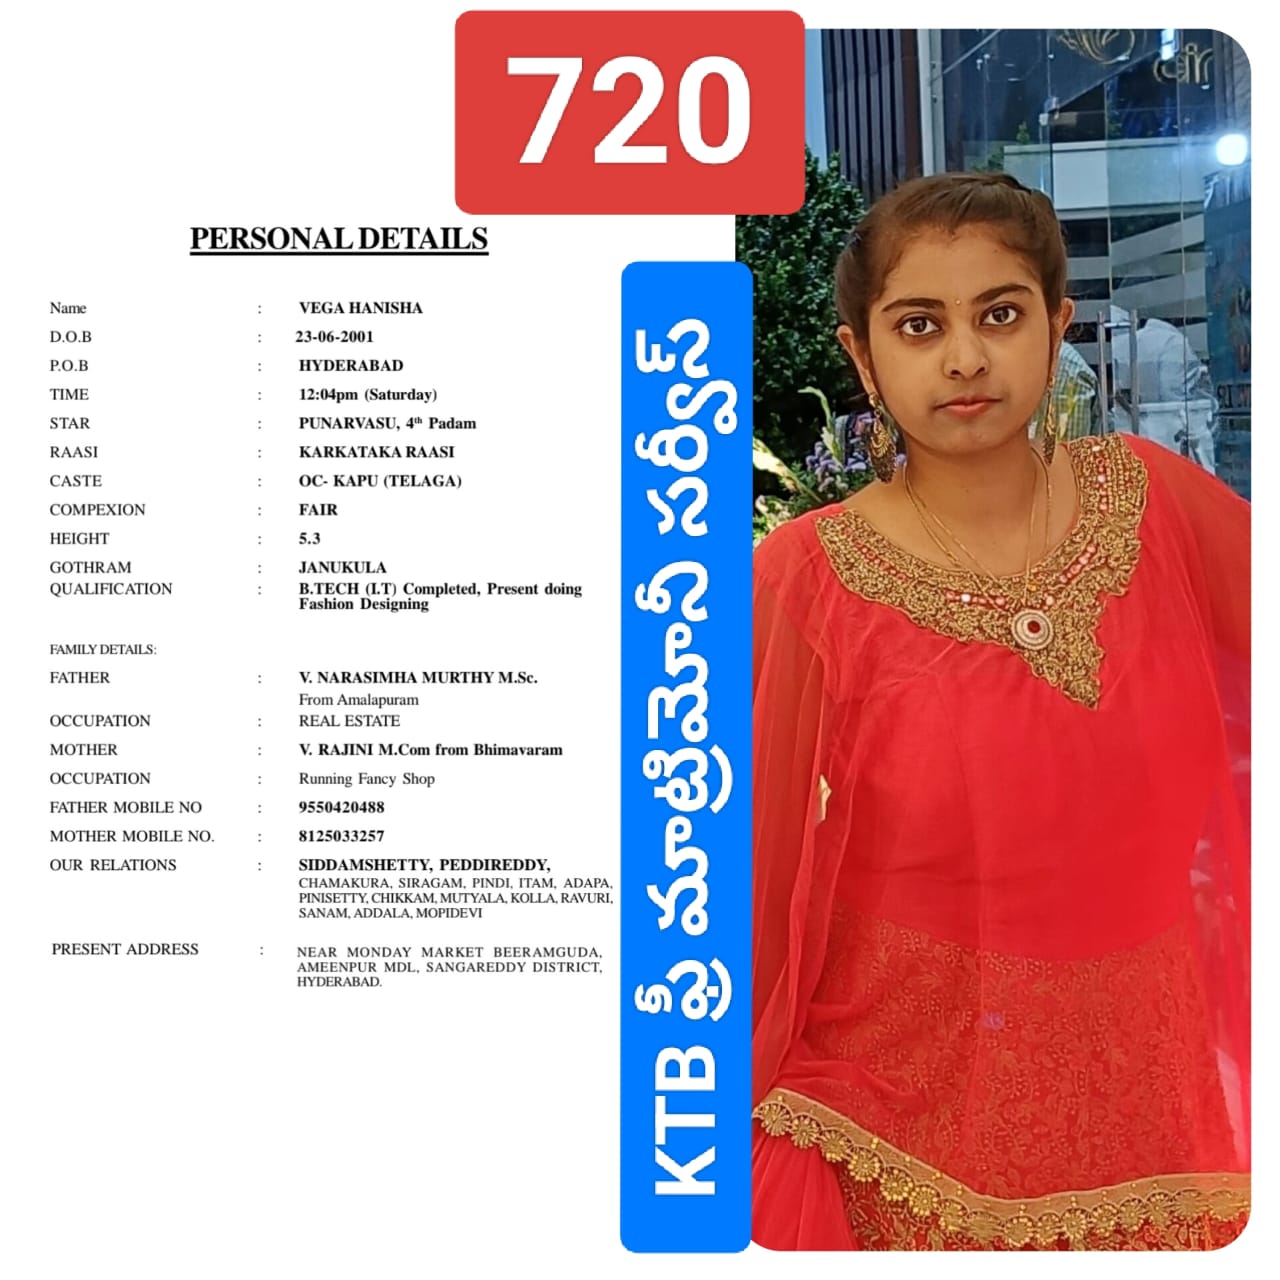 720
PERSONAL DETAILS
Name : VEGA HANISHA
D.O.B : 23-06-2001
P.O.B : HYDERABAD
TIME : 12:04pm (Saturday)
STAR : PUNARVASU, 4th Padam
RAASI : KARKATAKA RAASI
CASTE : OC- KAPU (TELAGA)
COMPEXION : FAIR
HEIGHT : 5.3
GOTHRAM : JANUKULA
QUALIFICATION : B.TECH (I.T) Completed, Present doing
Fashion Designing
FAMILY DETAILS:
FATHER : V. NARASIMHA MURTHY M.Sc.
From Amalapuram
OCCUPATION : REAL ESTATE
MOTHER : V. RAJINI M.Com from Bhimavaram
OCCUPATION : Running Fancy Shop
FATHER MOBILE NO : 9550420488
MOTHER MOBILE NO. : 8125033257
OUR RELATIONS : SIDDAMSHETTY, PEDDIREDDY,
CHAMAKURA, SIRAGAM, PINDI, ITAM, ADAPA,
PINISETTY, CHIKKAM, MUTYALA, KOLLA, RAVURI,
SANAM, ADDALA, MOPIDEVI
PRESENT ADDRESS : NEAR MONDAY MARKET BEERAMGUDA,
AMEENPUR MDL, SANGAREDDY DISTRICT,
HYDERABAD.
KTB ఫ్రీ మాట్రిమోనీ సర్వీస్